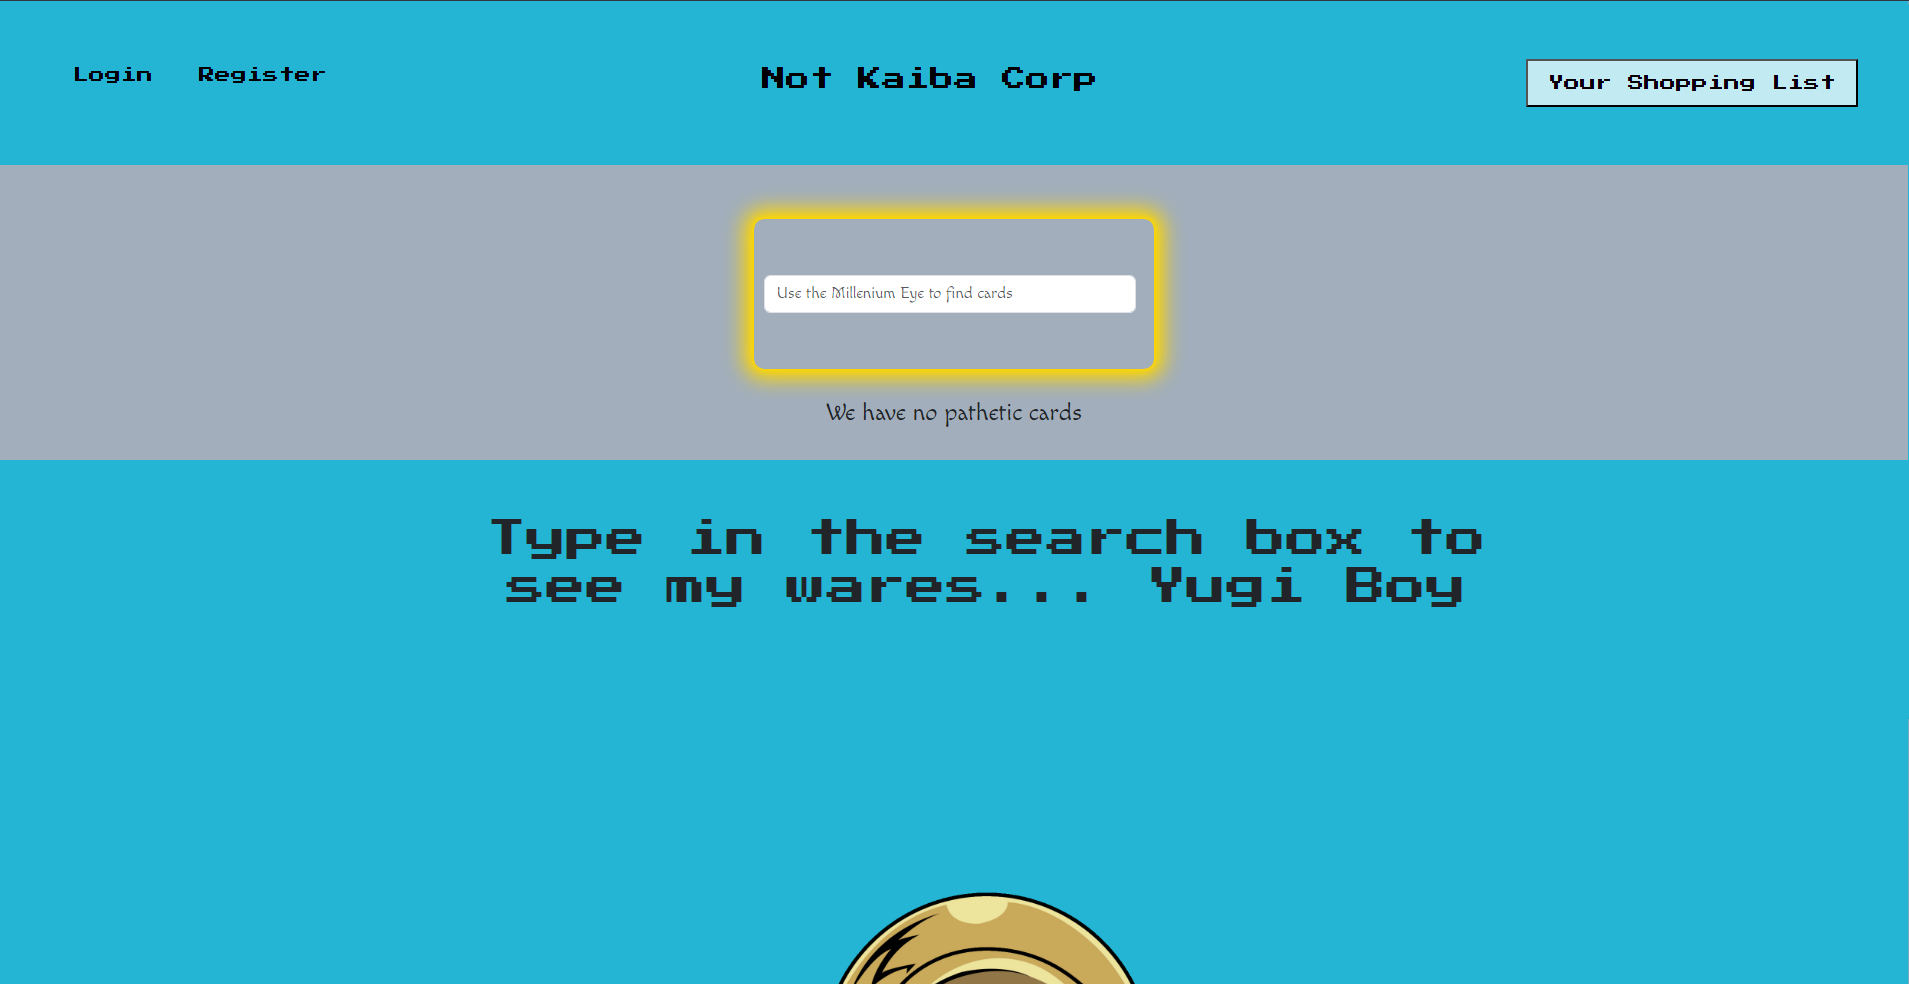 Login
Register
Not Kaiba Corp
Your Shopping List
Use the Millenium Eye to find cards
We have no pathetic cards
Type in the search box to
see my wares... Yugi Boy